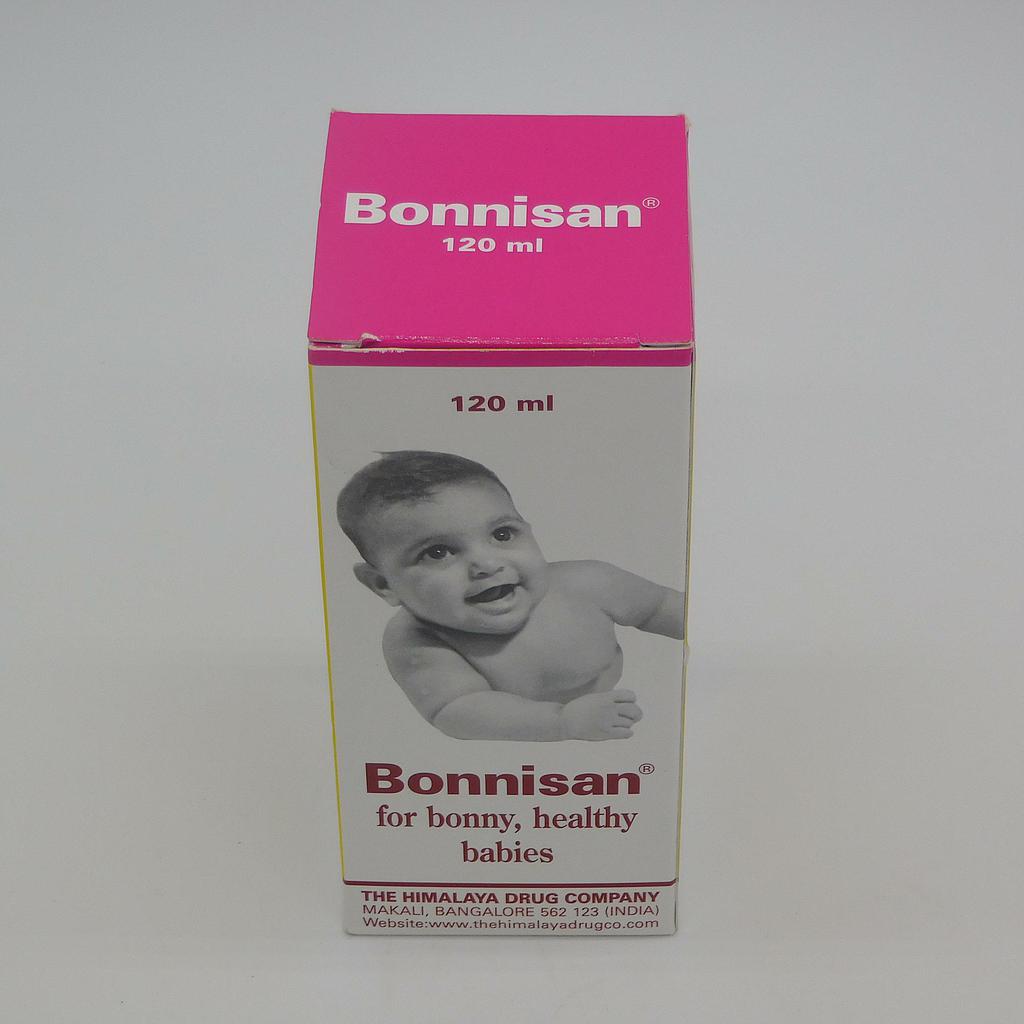 Bonnisan®
120 ml
120 ml
Bonnisan®
for bonny, healthy
babies
THE HIMALAYA DRUG COMPANY
MAKALI, BANGALORE 562 123 (INDIA)
Website:www.thehimalayadrugco.com